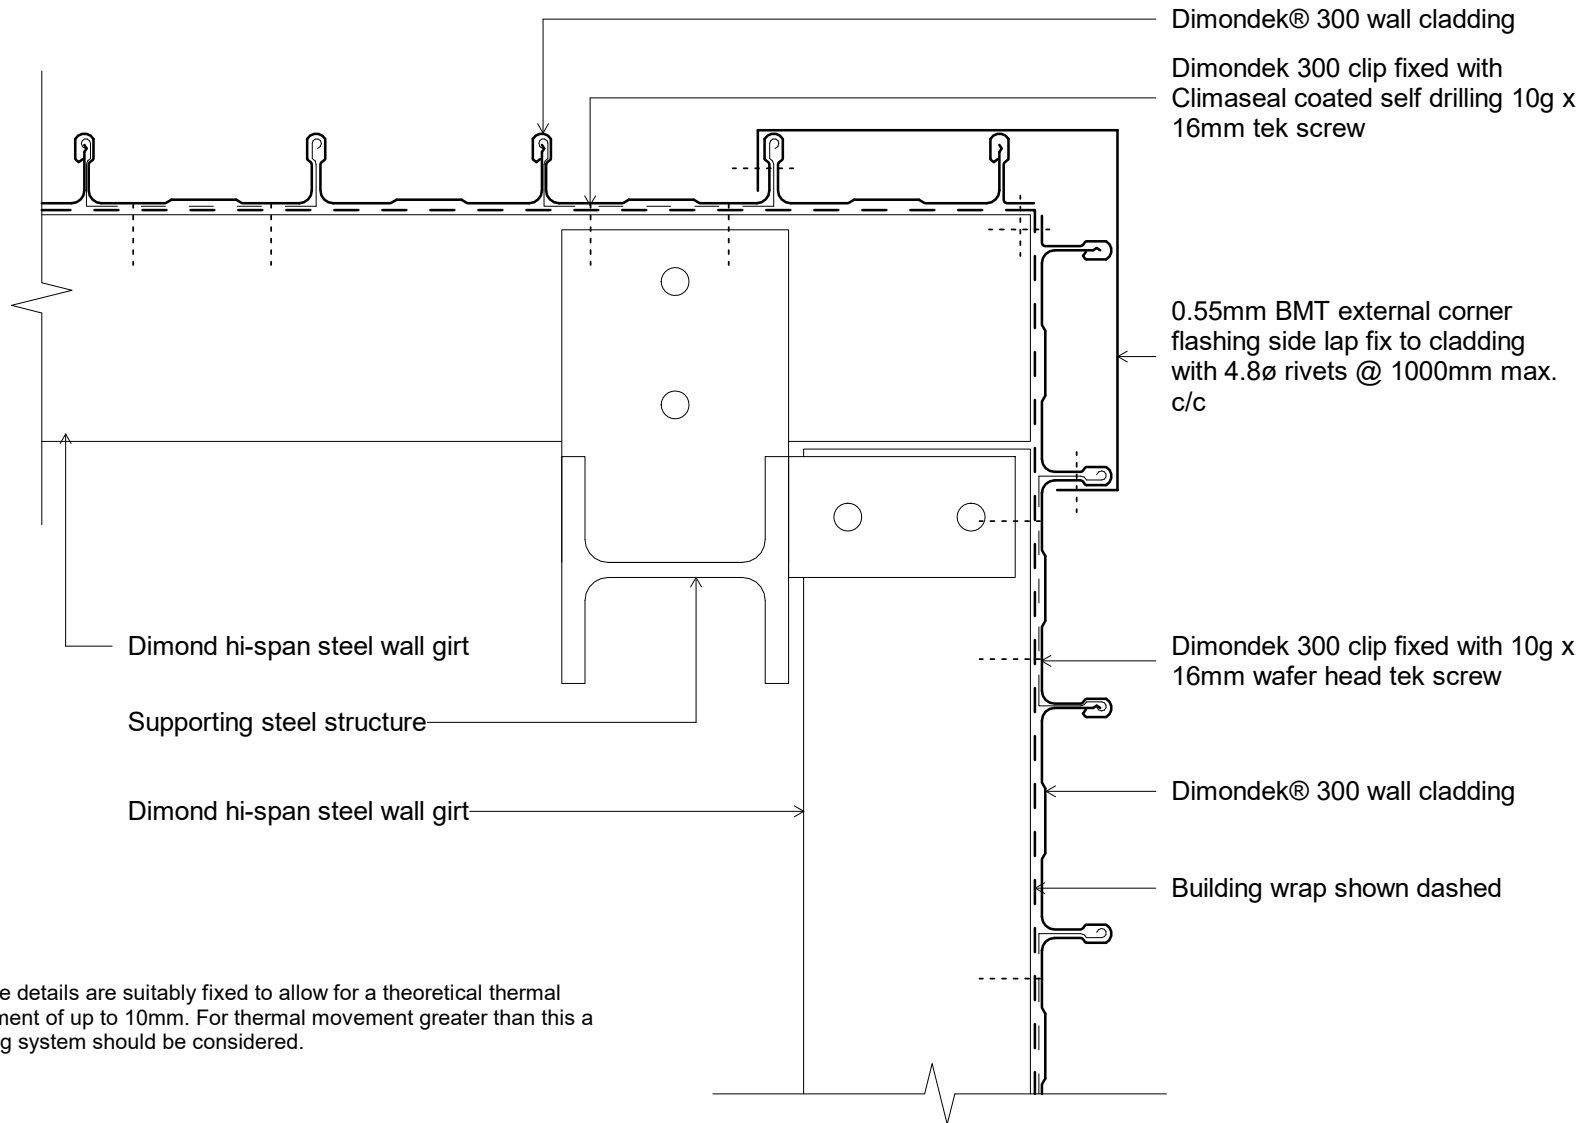 Dimondek® 300 wall cladding
Dimondek 300 clip fixed with
Climaseal coated self drilling 10g x
16mm tek screw
0.55mm BMT external corner
flashing side lap fix to cladding
with 4.8ø rivets @ 1000mm max.
c/c
Dimond hi-span steel wall girt
Dimondek 300 clip fixed with 10g x
16mm wafer head tek screw
Supporting steel structure
Dimondek® 300 wall cladding
Dimond hi-span steel wall girt
Building wrap shown dashed
e details are suitably fixed to allow for a theoretical thermal
ment of up to 10mm. For thermal movement greater than this a
g system should be considered.